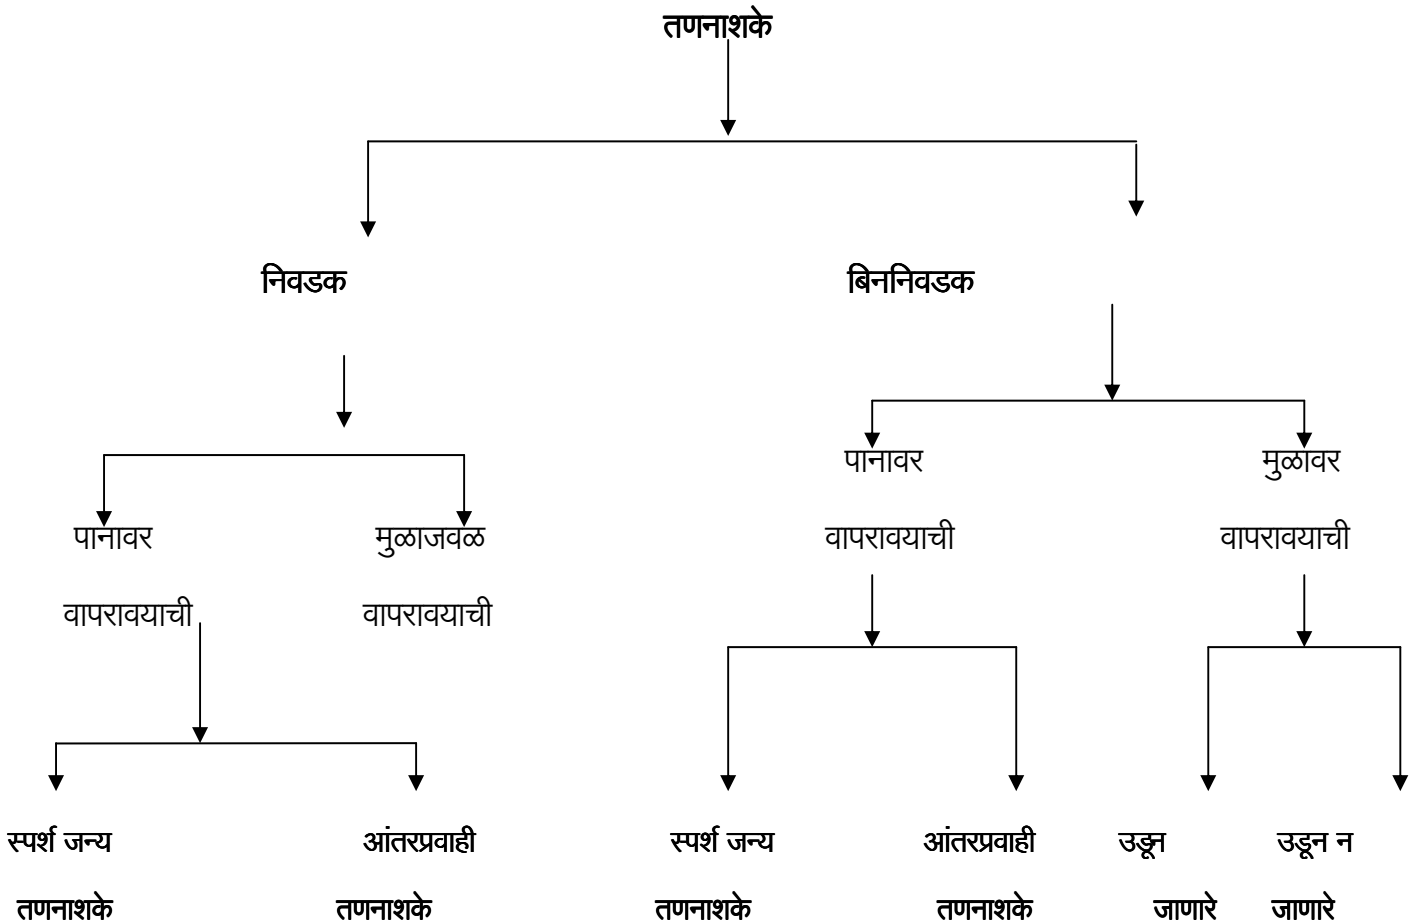 तणनाशके
निवडक
बिननिवडक
पानावर
मुळावर
पानावर
मुळाजवळ
वापरावयाची
वापरावयाची
वापरावयाची
वापरावयाची
स्पर्श जन्य
आंतरप्रवाही
स्पर्श जन्य
आंतरप्रवाही
उडून
उडून न
तणनाशके
तणनाशके
तणनाशके
तणनाशके
जाणारे
जाणारे